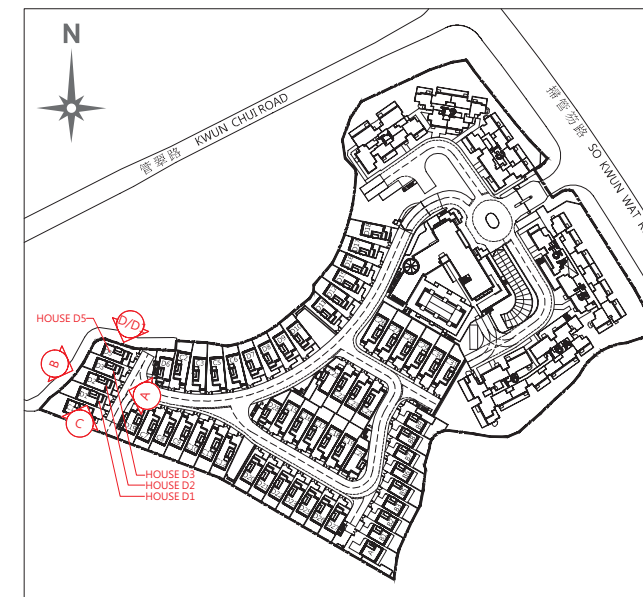 N
管翠路 KWUN CHUI ROAD
掃管笏路 SO KWUN WAT R
HOUSE D5
D/D1
B
A
C
HOUSE D3
HOUSE D2
HOUSE D1